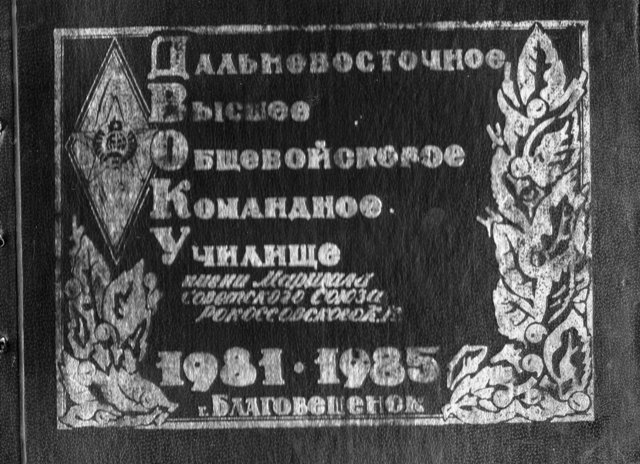 Дальневосточное
Высшее
Общевойсковое
Командное
Училище
имени Маршала
Советского Союза
Рокоссовского К.К.
1981·1985
г. Благовещенск